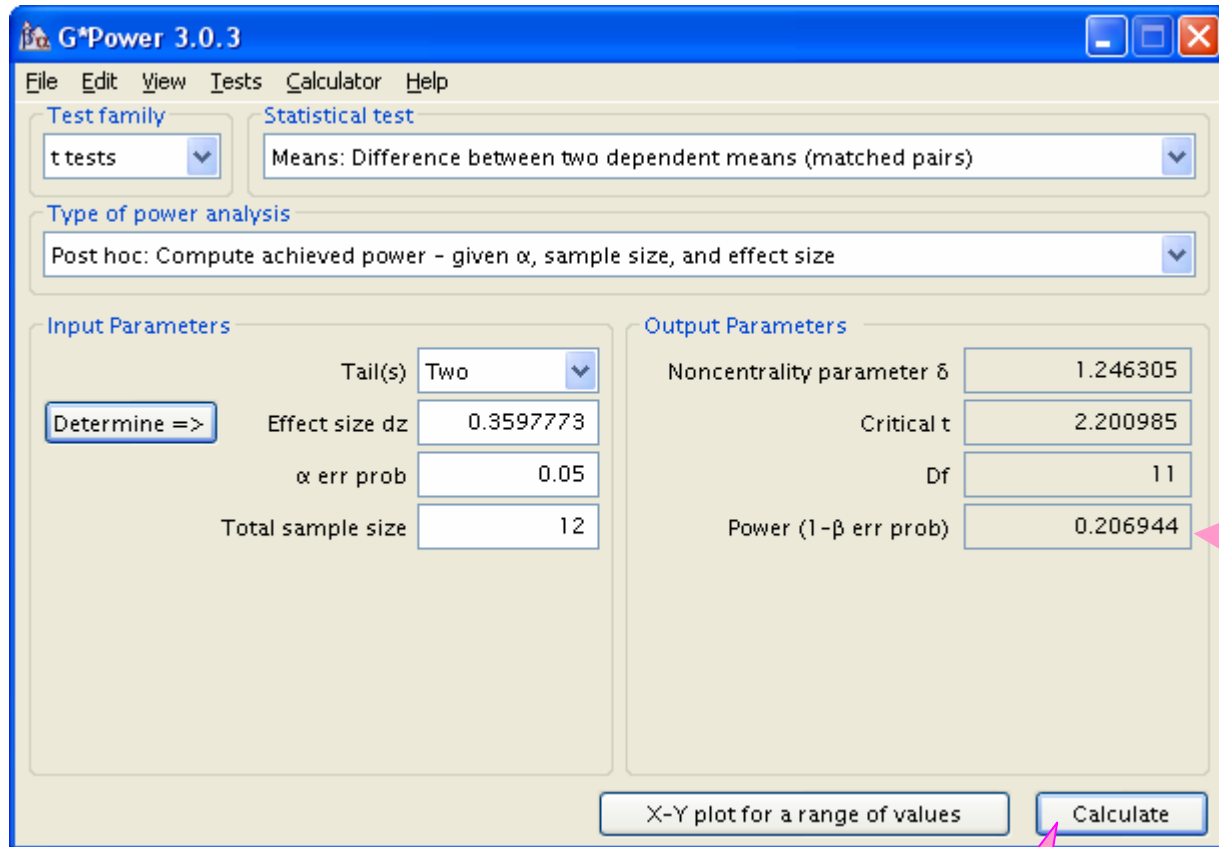 G*Power 3.0.3
File Edit View Tests Calculator Help
Test family
Statistical test
t tests
Means: Difference between two dependent means (matched pairs)
Type of power analysis
Post hoc: Compute achieved power – given α, sample size, and effect size
Input Parameters
Output Parameters
Tail(s) Two
Noncentrality parameter δ 1.246305
Determine => Effect size dz 0.3597773
Critical t 2.200985
α err prob 0.05
Df 11
Total sample size 12
Power (1-β err prob) 0.206944
X-Y plot for a range of values
Calculate